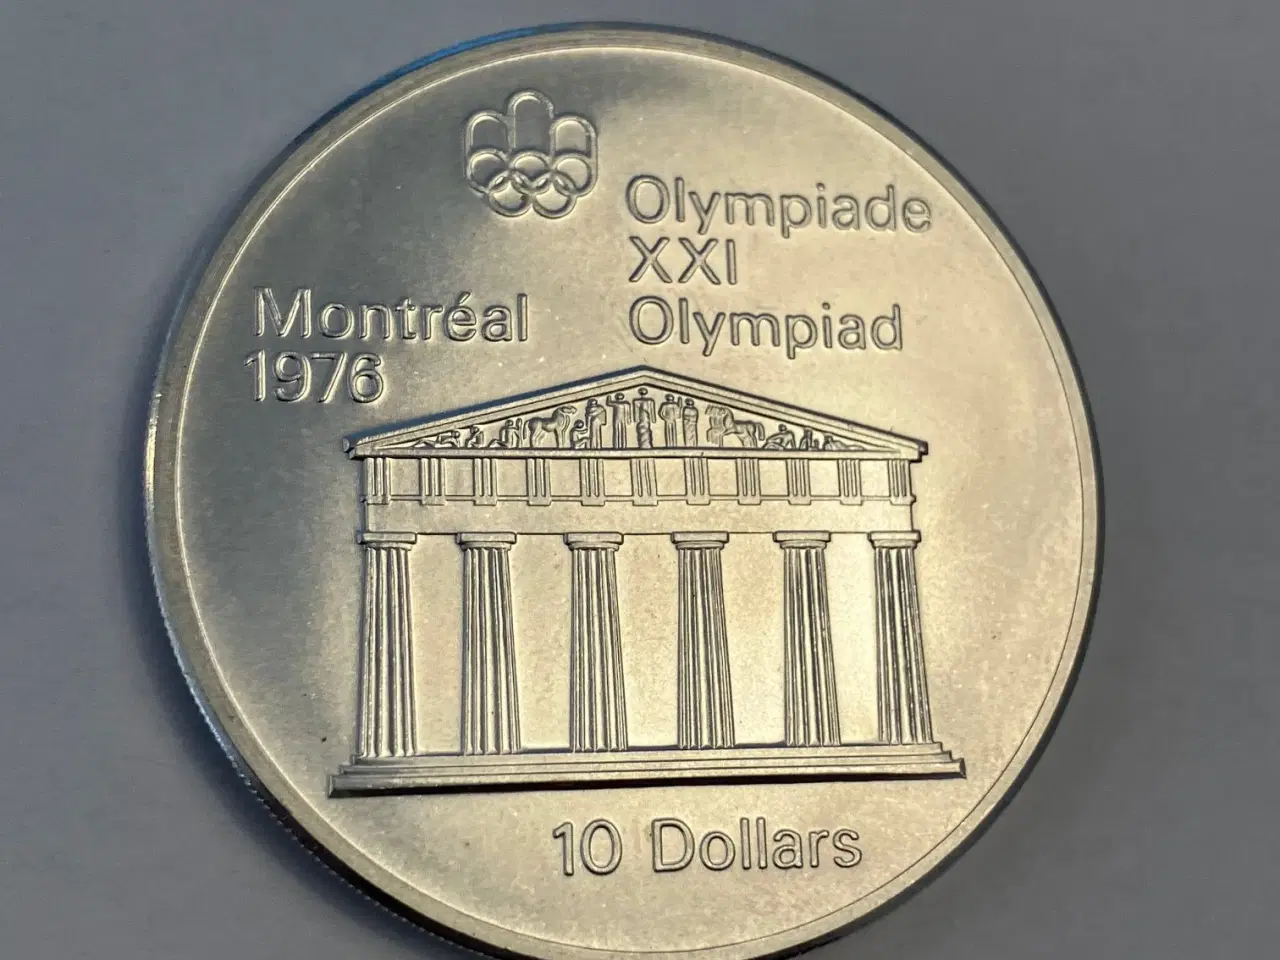 Olympiade
XXI
Olympiad
Montréal
1976
10 Dollars